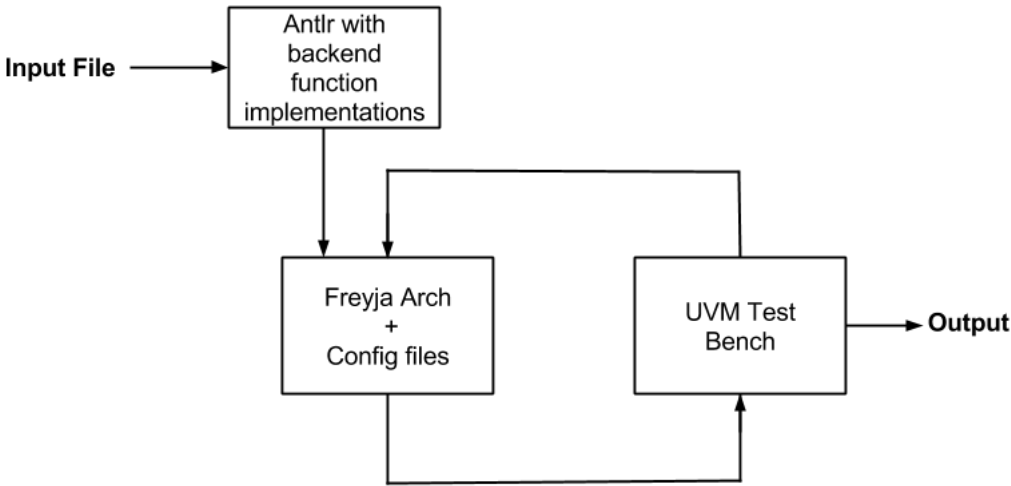 Antlr with
backend
function
implementations
Input File
Freyja Arch
+
Config files
UVM Test
Bench
Output